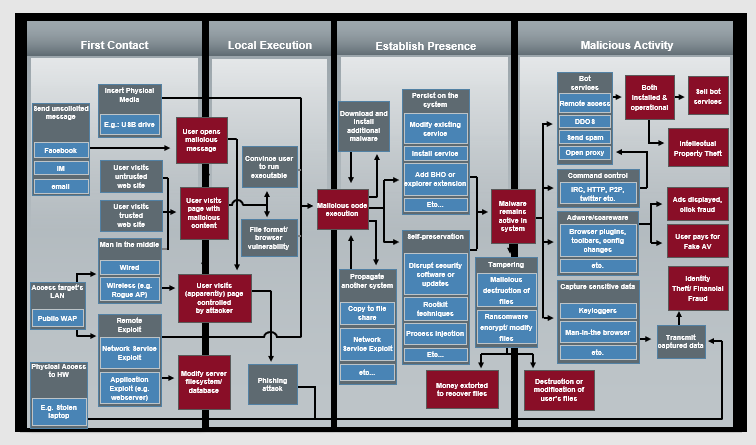 First Contact
Local Execution
Establish Presence
Malicious Activity
Send unsolicited
message
Facebook
IM
email
Access target's
LAN
Public WAP
Physical Access
to HW
E.g. Stolen
laptop
Insert Physical
Media
E.g.: USB drive
User visits
untrusted
web site
User visits
trusted
web site
Man in the middle
Wired
Wireless (e.g.
Rogue AP)
Remote
Exploit
Network Service
Exploit
Application
Exploit (e.g.
webserver)
User opens
malicious
message
User visits
page with
malicious
content
User visits
(apparently) page
controlled
by attacker
Modify server
filesystem/
database
Convince user
to run
executable
File format/
browser
vulnerability
Phishing
attack
Malicious code
execution
Download and
install
additional
malware
Propagate
another system
Copy to file
share
Network
Service Exploit
etc...
Persist on the
system
Modify existing
service
Install service
Add BHO or
explorer extension
Etc...
Self-preservation
Disrupt security
software or
updates
Rootkit
techniques
Process injection
Etc...
Malware
remains
active in
system
Tampering
Malicious
destruction of
files
Ransomware
encrypt/ modify
files
Money extorted
to recover files
Destruction or
modification of
user's files
Bot
services
Remote access
DDOS
Send spam
Open proxy
Command control
IRC, HTTP, P2P,
twitter etc.
Adware/scareware
Browser plugins,
toolbars, config
changes
etc.
Capture sensitive data
Keyloggers
Man-in-the browser
etc.
Both
installed &
operational
Sell bot
services
Intellectual
Property Theft
Ads displayed,
click fraud
User pays for
Fake AV
Identity
Theft/ Financial
Fraud
Transmit
captured data